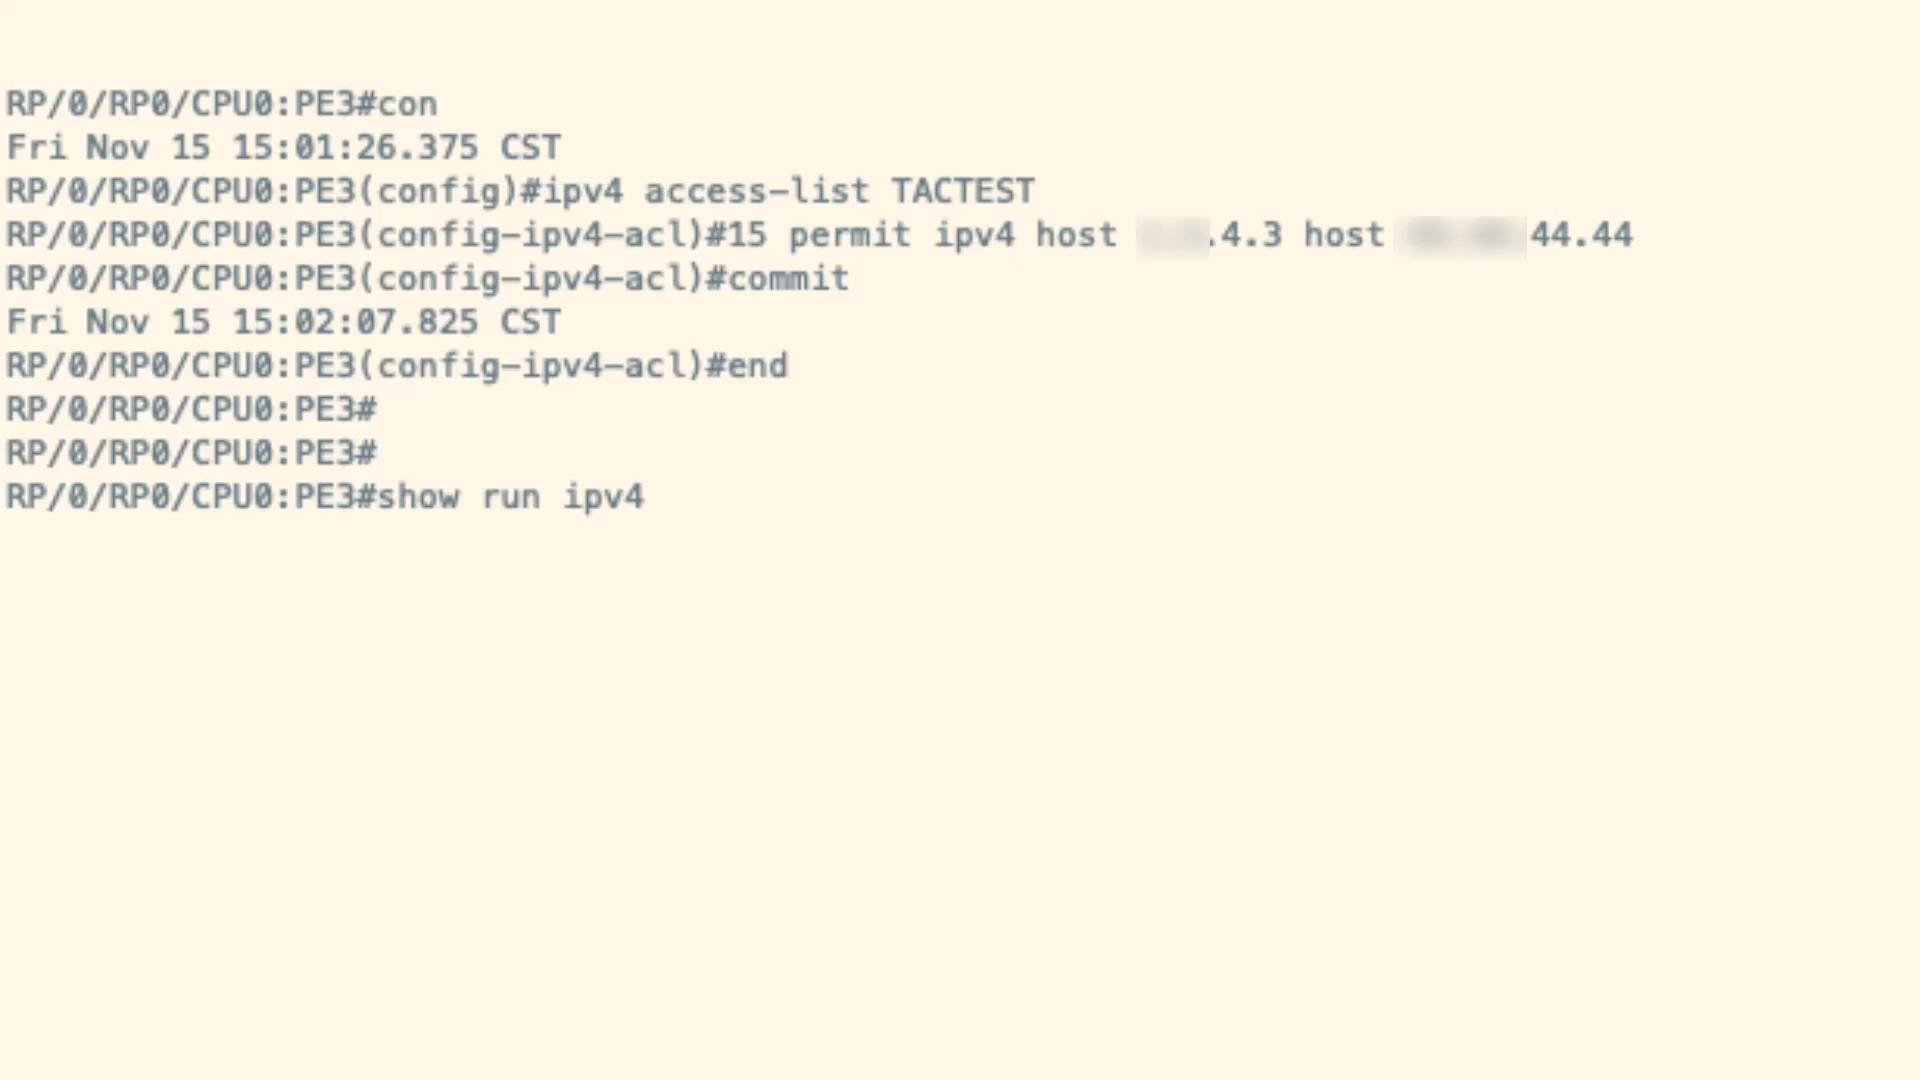 RP/0/RP0/CPU0:PE3#con
Fri Nov 15 15:01:26.375 CST
RP/0/RP0/CPU0:PE3(config)#ipv4 access-list TACTEST
RP/0/RP0/CPU0:PE3(config-ipv4-acl)#15 permit ipv4 host .4.3 host 44.44
RP/0/RP0/CPU0:PE3(config-ipv4-acl)#commit
Fri Nov 15 15:02:07.825 CST
RP/0/RP0/CPU0:PE3(config-ipv4-acl)#end
RP/0/RP0/CPU0:PE3#
RP/0/RP0/CPU0:PE3#
RP/0/RP0/CPU0:PE3#show run ipv4